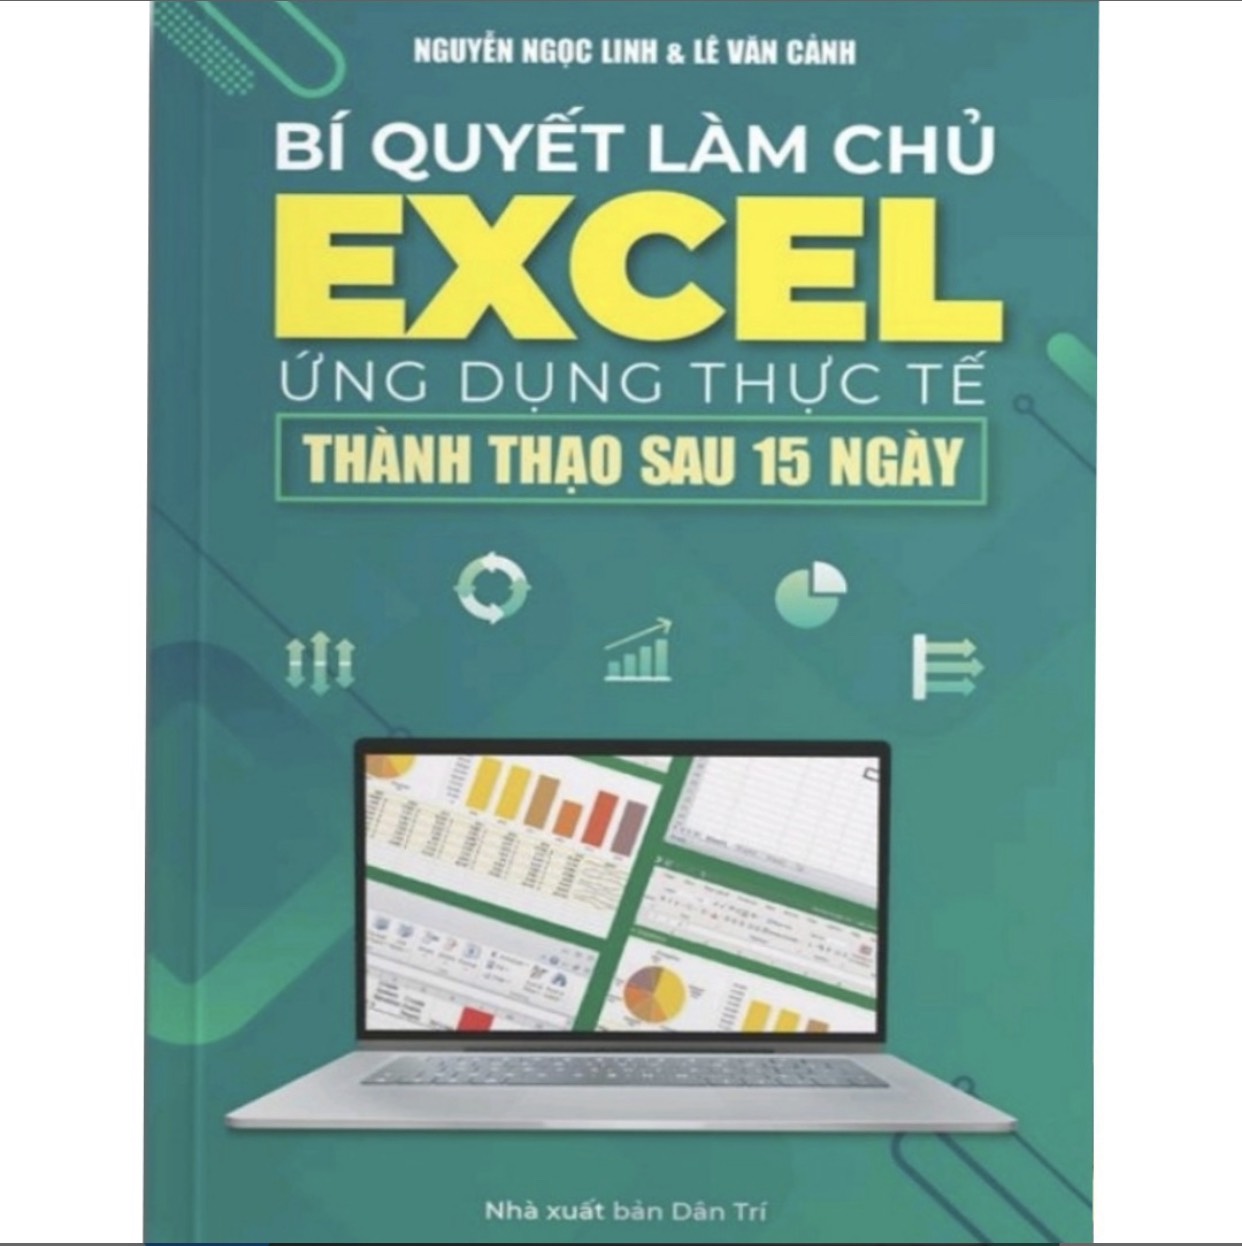 NGUYỄN NGỌC LINH & LÊ VĂN CẢNH
BÍ QUYẾT LÀM CHỦ
EXCEL
ỨNG DỤNG THỰC TẾ
THÀNH THẠO SAU 15 NGÀY
Nhà xuất bản Dân Trí